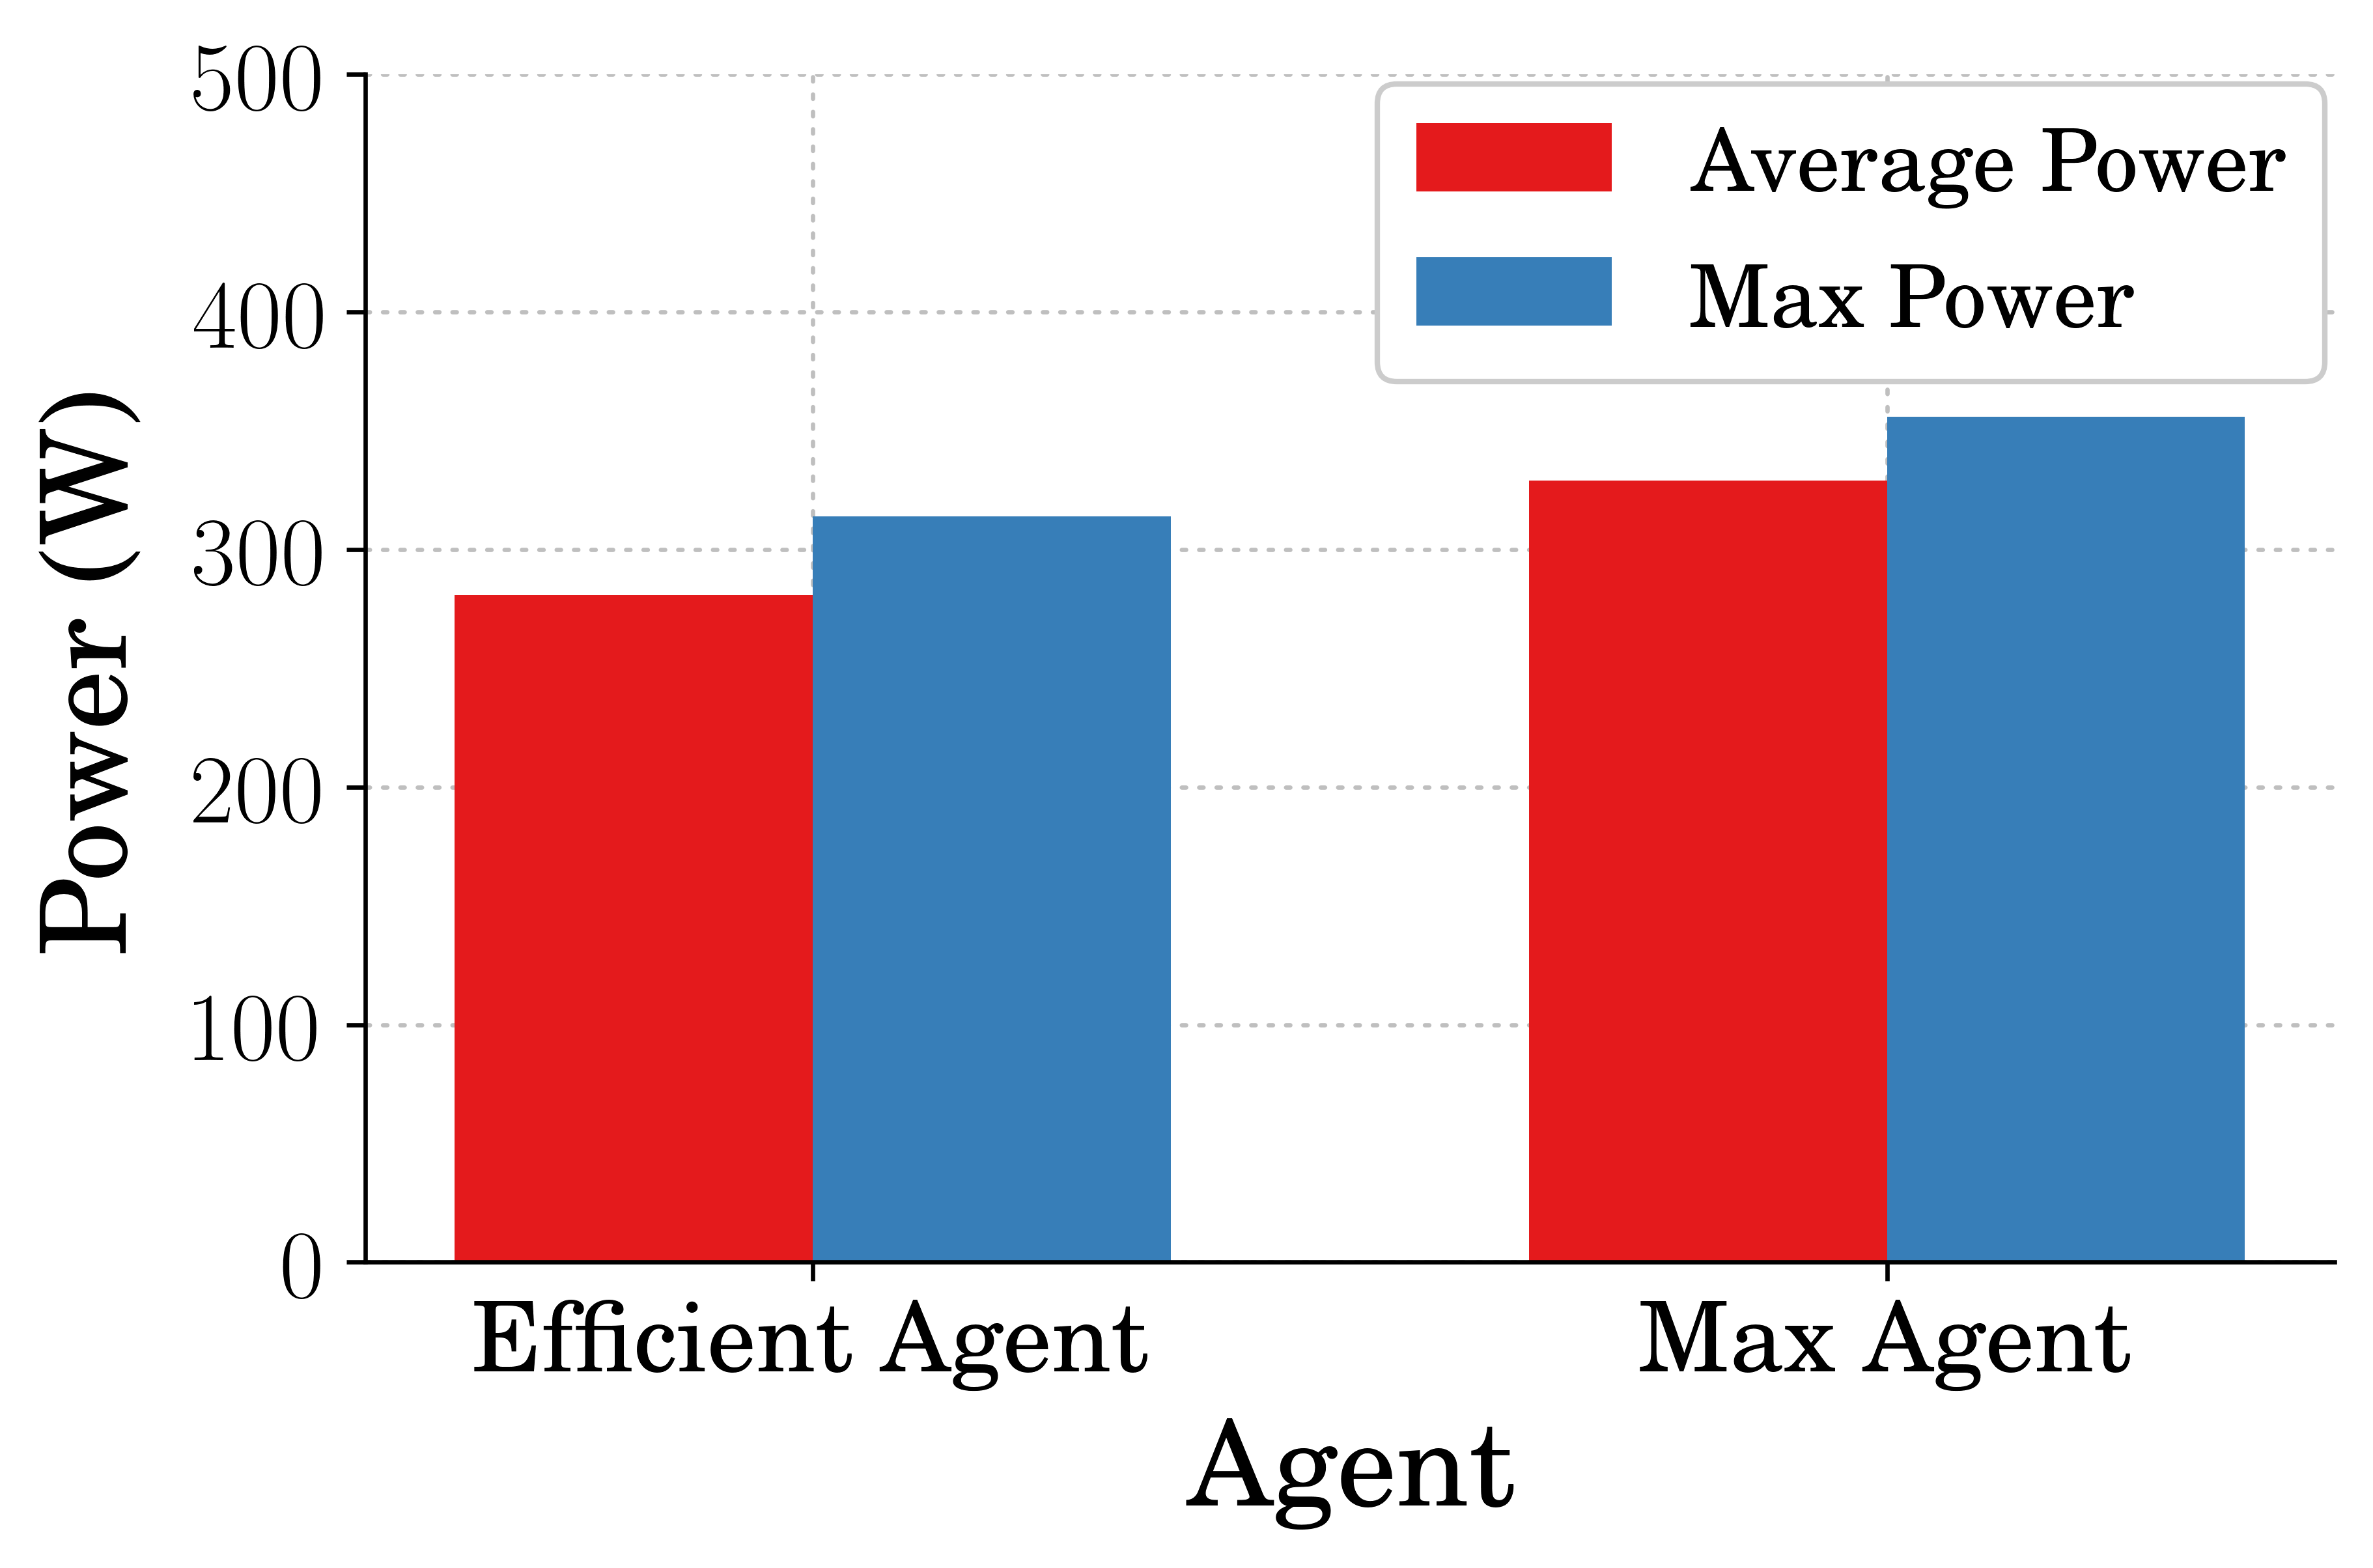 500
400
300
200
100
0
Power (W)
Average Power
Max Power
Efficient Agent
Max Agent
Agent